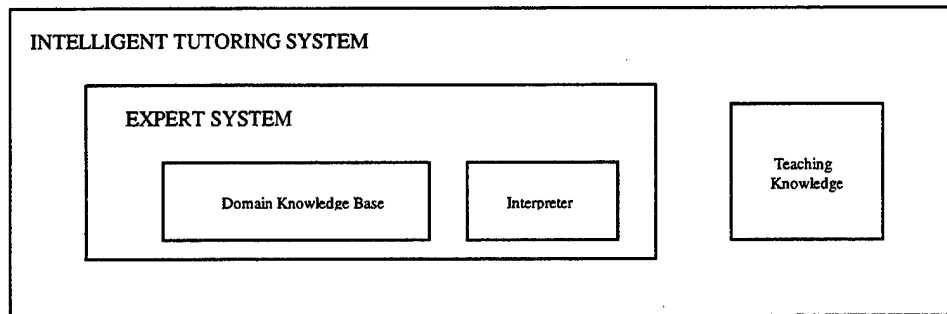 INTELLIGENT TUTORING SYSTEM
EXPERT SYSTEM
Domain Knowledge Base
Interpreter
Teaching
Knowledge